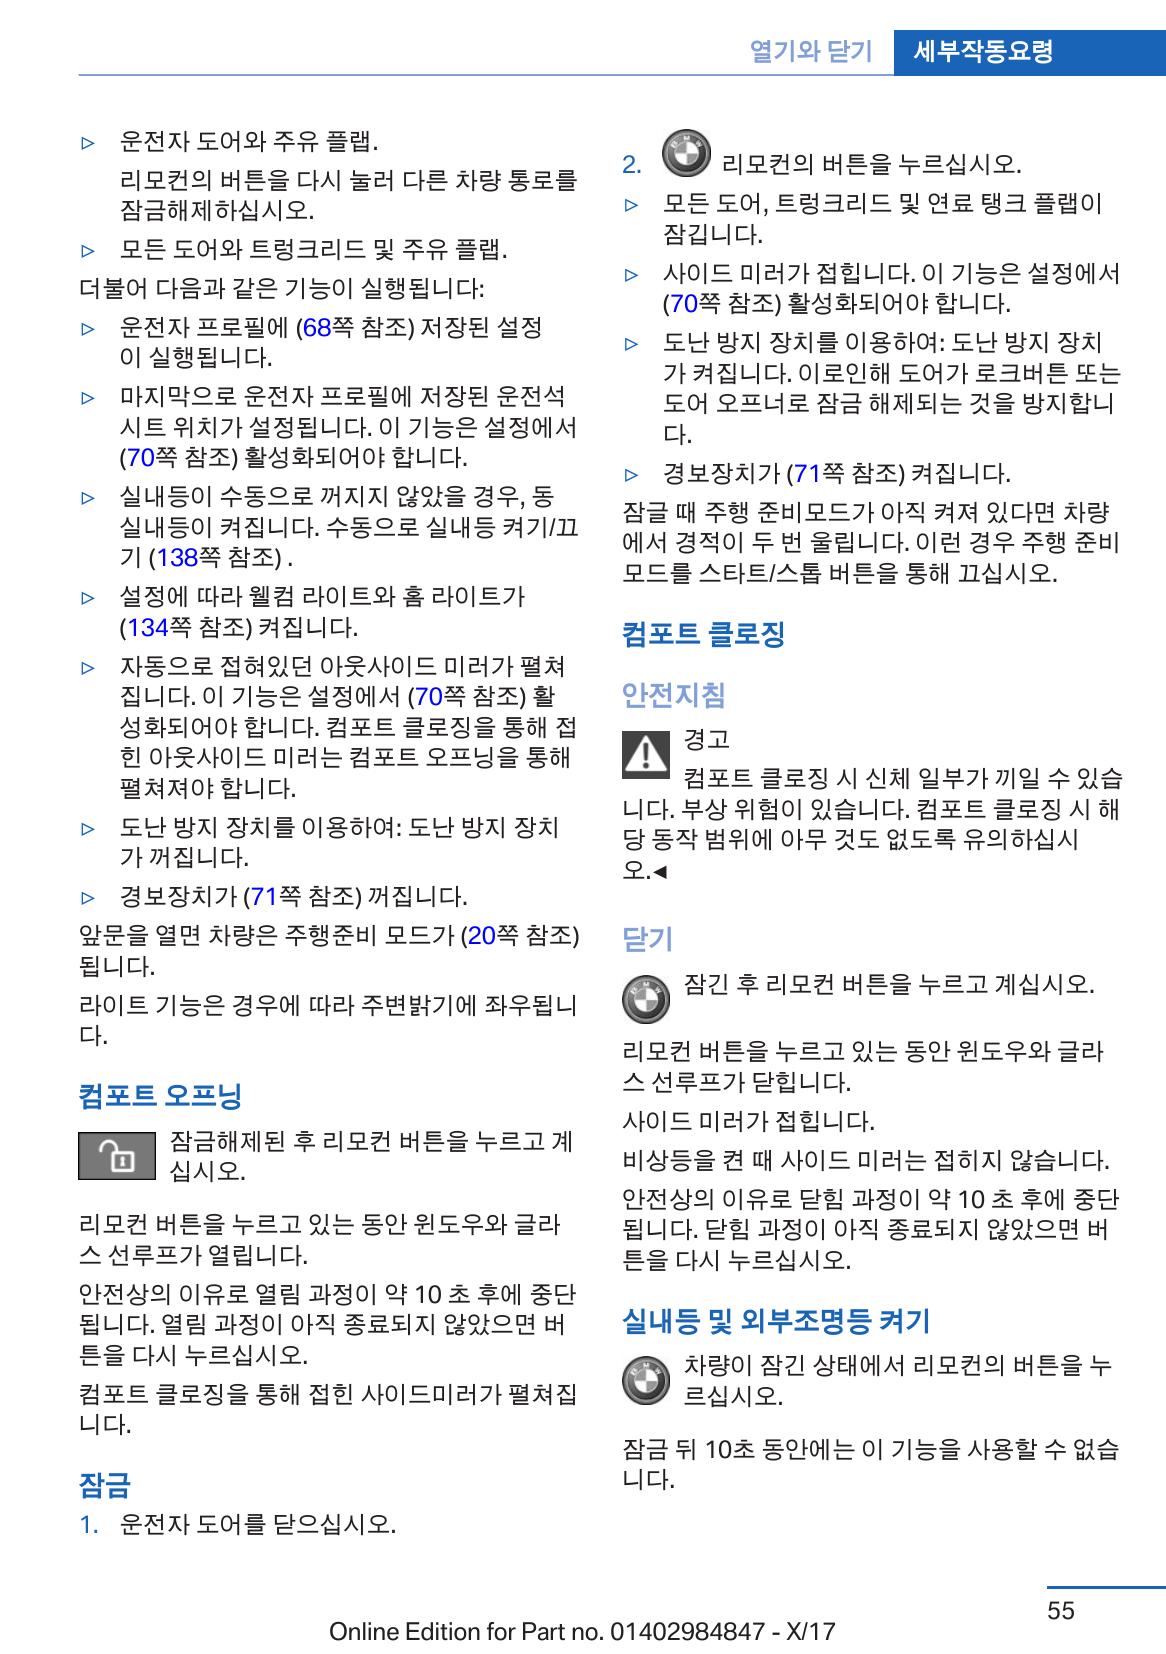 열기와 닫기 세부작동요령
▷ 운전자 도어와 주유 플랩.
리모컨의 버튼을 다시 눌러 다른 차량 통로를
잠금해제하십시오.
▷ 모든 도어와 트렁크리드 및 주유 플랩.
더불어 다음과 같은 기능이 실행됩니다:
▷ 운전자 프로필에 (68쪽 참조) 저장된 설정
이 실행됩니다.
▷ 마지막으로 운전자 프로필에 저장된 운전석
시트 위치가 설정됩니다. 이 기능은 설정에서
(70쪽 참조) 활성화되어야 합니다.
▷ 실내등이 수동으로 꺼지지 않았을 경우, 동
실내등이 켜집니다. 수동으로 실내등 켜기/끄
기 (138쪽 참조) .
▷ 설정에 따라 웰컴 라이트와 홈 라이트가
(134쪽 참조) 켜집니다.
▷ 자동으로 접혀있던 아웃사이드 미러가 펼쳐
집니다. 이 기능은 설정에서 (70쪽 참조) 활
성화되어야 합니다. 컴포트 클로징을 통해 접
힌 아웃사이드 미러는 컴포트 오프닝을 통해
펼쳐져야 합니다.
▷ 도난 방지 장치를 이용하여: 도난 방지 장치
가 꺼집니다.
▷ 경보장치가 (71쪽 참조) 꺼집니다.
앞문을 열면 차량은 주행준비 모드가 (20쪽 참조)
됩니다.
라이트 기능은 경우에 따라 주변밝기에 좌우됩니
다.
컴포트 오프닝
잠금해제된 후 리모컨 버튼을 누르고 계
십시오.
리모컨 버튼을 누르고 있는 동안 윈도우와 글라
스 선루프가 열립니다.
안전상의 이유로 열림 과정이 약 10 초 후에 중단
됩니다. 열림 과정이 아직 종료되지 않았으면 버
튼을 다시 누르십시오.
컴포트 클로징을 통해 접힌 사이드미러가 펼쳐집
니다.
잠금
1. 운전자 도어를 닫으십시오.
2. 리모컨의 버튼을 누르십시오.
▷ 모든 도어, 트렁크리드 및 연료 탱크 플랩이
잠깁니다.
▷ 사이드 미러가 접힙니다. 이 기능은 설정에서
(70쪽 참조) 활성화되어야 합니다.
▷ 도난 방지 장치를 이용하여: 도난 방지 장치
가 켜집니다. 이로인해 도어가 로크버튼 또는
도어 오프너로 잠금 해제되는 것을 방지합니
다.
▷ 경보장치가 (71쪽 참조) 켜집니다.
잠글 때 주행 준비모드가 아직 켜져 있다면 차량
에서 경적이 두 번 울립니다. 이런 경우 주행 준비
모드를 스타트/스톱 버튼을 통해 끄십시오.
컴포트 클로징
안전지침
경고
컴포트 클로징 시 신체 일부가 끼일 수 있습
니다. 부상 위험이 있습니다. 컴포트 클로징 시 해
당 동작 범위에 아무 것도 없도록 유의하십시
오.◄
닫기
잠긴 후 리모컨 버튼을 누르고 계십시오.
리모컨 버튼을 누르고 있는 동안 윈도우와 글라
스 선루프가 닫힙니다.
사이드 미러가 접힙니다.
비상등을 켠 때 사이드 미러는 접히지 않습니다.
안전상의 이유로 닫힘 과정이 약 10 초 후에 중단
됩니다. 닫힘 과정이 아직 종료되지 않았으면 버
튼을 다시 누르십시오.
실내등 및 외부조명등 켜기
차량이 잠긴 상태에서 리모컨의 버튼을 누
르십시오.
잠금 뒤 10초 동안에는 이 기능을 사용할 수 없습
니다.
55
Online Edition for Part no. 01402984847 - X/17